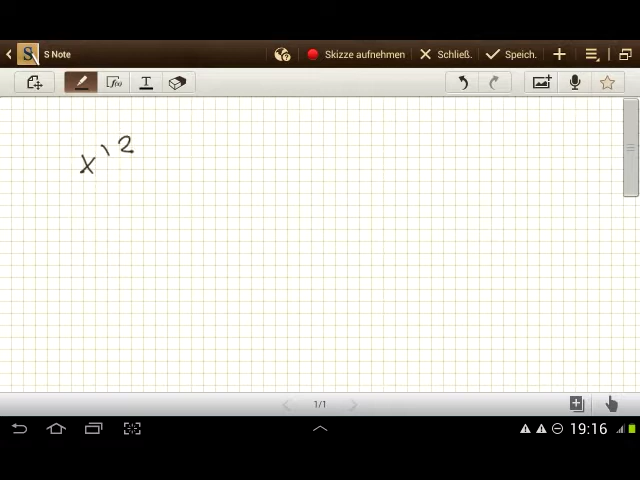 S Note Skizze aufnehmen Schließ. Speich.
f(x) T
x'2
1/1
19:16